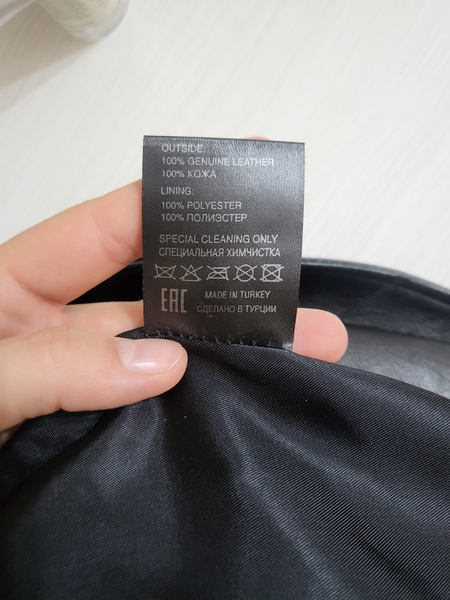 OUTSIDE:
100% GENUINE LEATHER
100% КОЖА
LINING:
100% POLYESTER
100% ПОЛИЭСТЕР
SPECIAL CLEANING ONLY
СПЕЦИАЛЬНАЯ ХИМЧИСТКА
EAC
MADE IN TURKEY
СДЕЛАНО В ТУРЦИИ